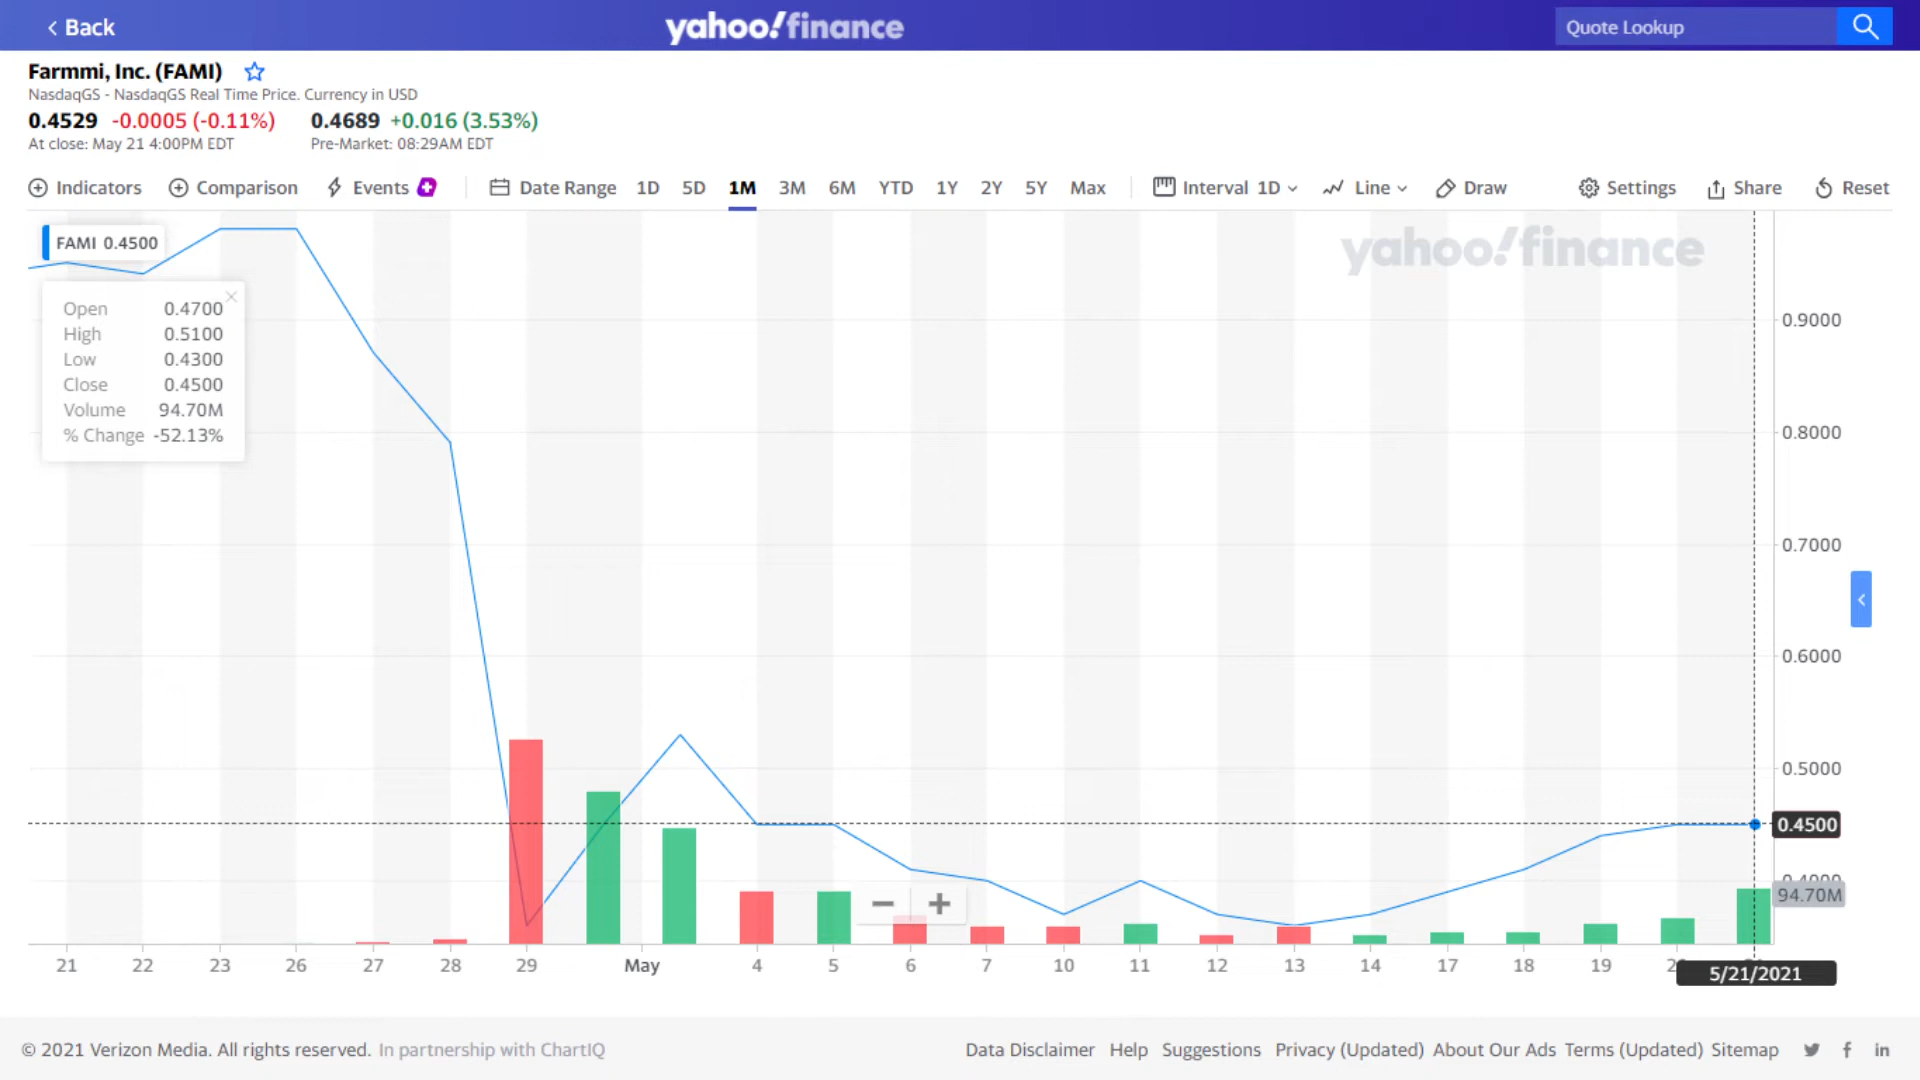 Back
yahoo!finance
Quote Lookup
Farmmi, Inc. (FAMI)
NasdaqGS - NasdaqGS Real Time Price. Currency in USD
0.4529 -0.0005 (-0.11%) 0.4689 +0.016 (3.53%)
At close: May 21 4:00PM EDT Pre-Market: 08:29AM EDT
Indicators Comparison Events Date Range 1D 5D 1M 3M 6M YTD 1Y 2Y 5Y Max Interval 1D Line Draw Settings Share Reset
FAMI 0.4500
yahoo!finance
Open 0.4700
High 0.5100
Low 0.4300
Close 0.4500
Volume 94.70M
% Change -52.13%
0.9000
0.8000
0.7000
0.6000
0.5000
0.4500
0.4000
94.70M
21 22 23 26 27 28 29 May 4 5 6 7 10 11 12 13 14 17 18 19
5/21/2021
© 2021 Verizon Media. All rights reserved. In partnership with ChartIQ
Data Disclaimer Help Suggestions Privacy (Updated) About Our Ads Terms (Updated) Sitemap